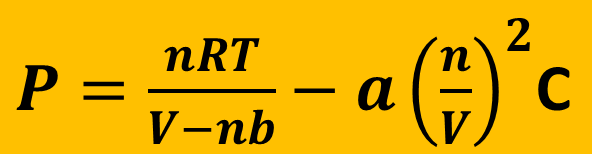 P = nRT / V−nb − a (n/V)² C